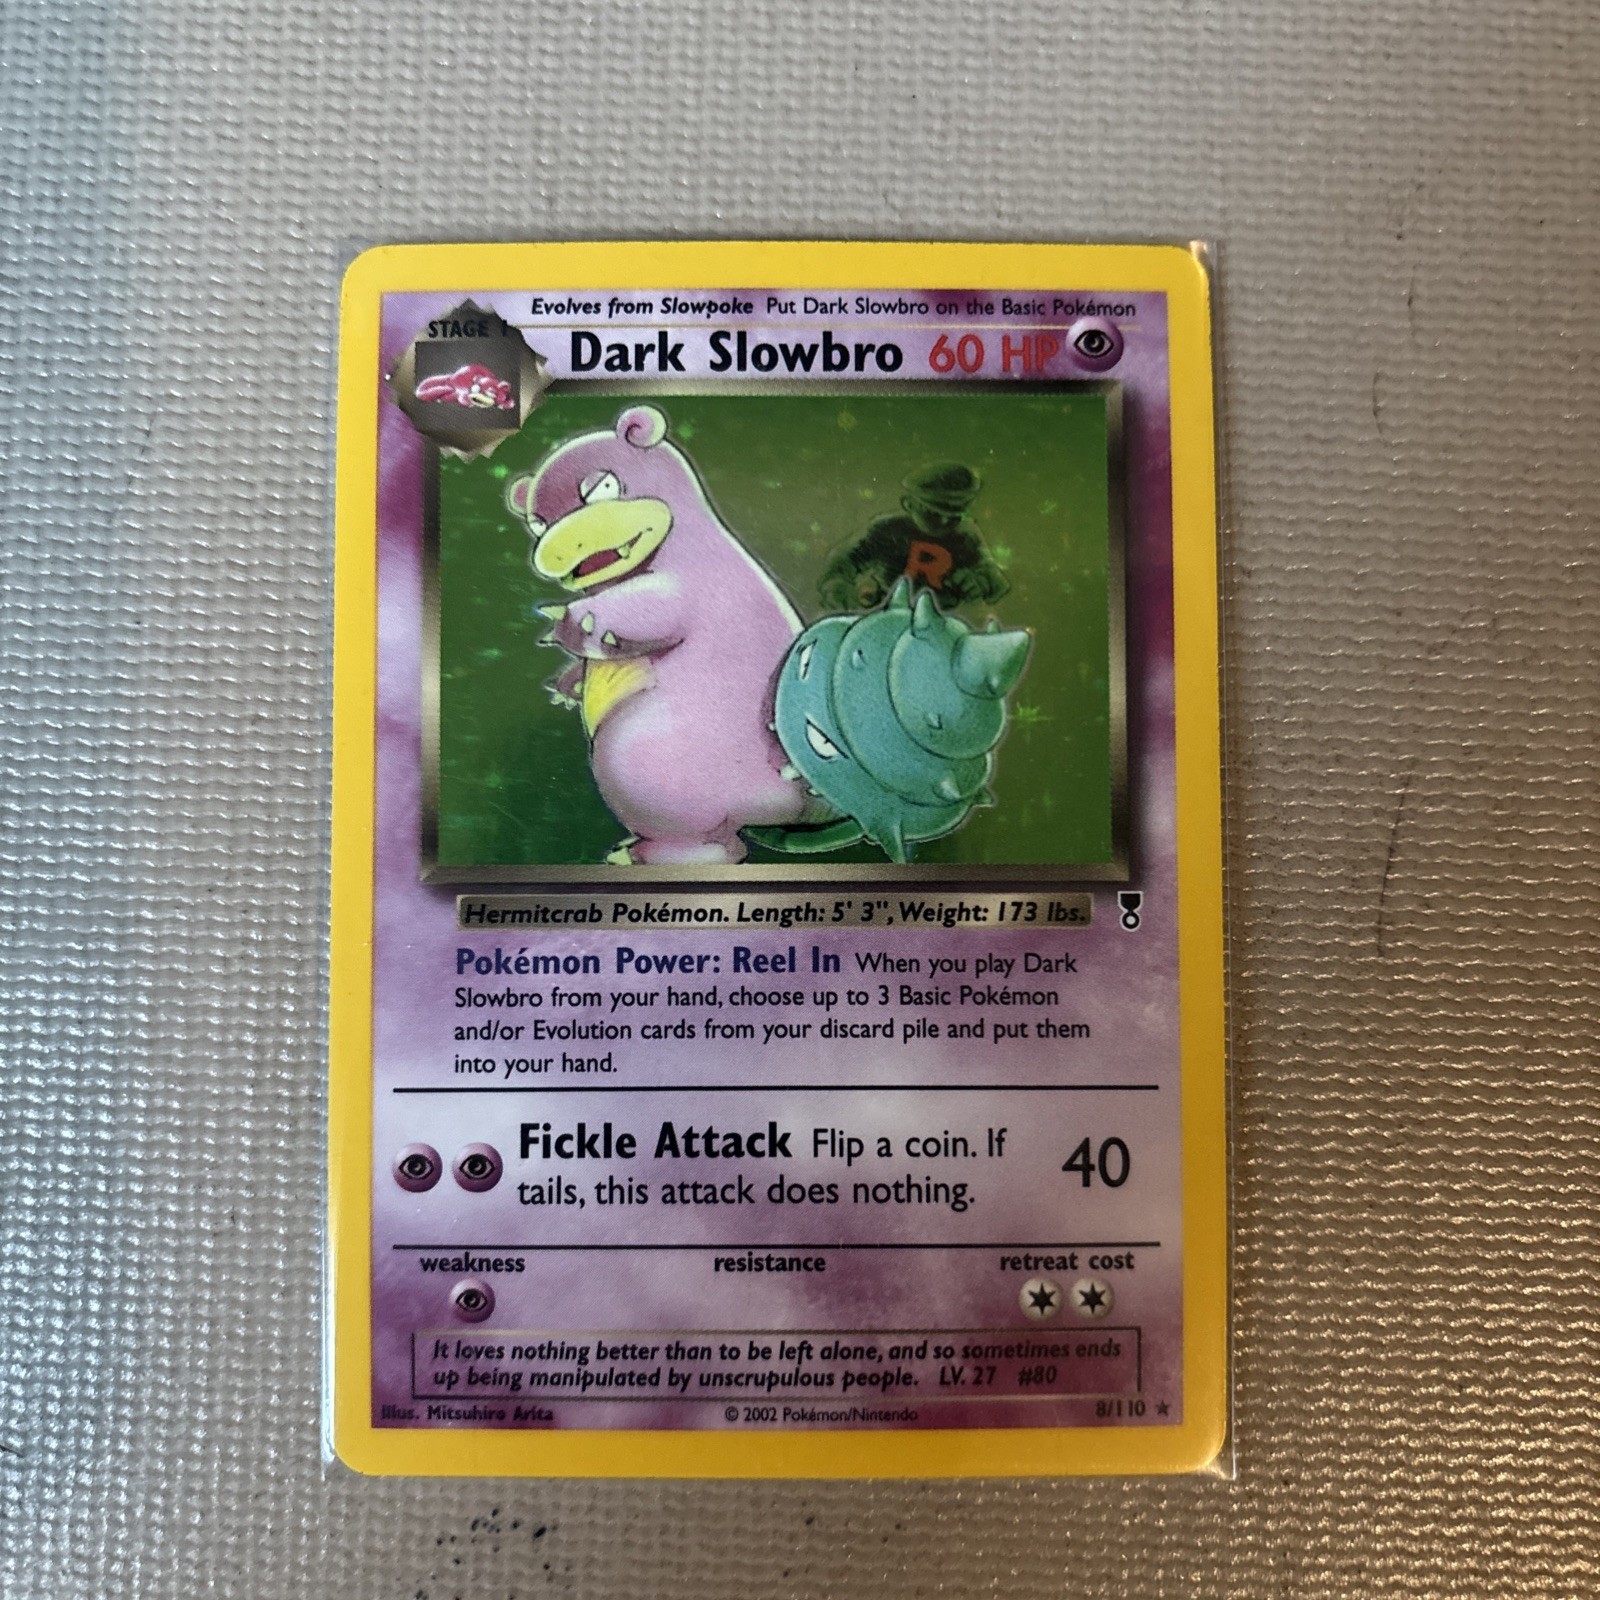 Evolves from Slowpoke Put Dark Slowbro on the Basic Pokémon
STAGE 1
Dark Slowbro 60 HP
R
Hermitcrab Pokémon. Length: 5' 3", Weight: 173 lbs.
Pokémon Power: Reel In When you play Dark
Slowbro from your hand, choose up to 3 Basic Pokémon
and/or Evolution cards from your discard pile and put them
into your hand.
Fickle Attack Flip a coin. If
tails, this attack does nothing.
40
weakness resistance retreat cost
It loves nothing better than to be left alone, and so sometimes ends
up being manipulated by unscrupulous people. LV. 27 #80
Illus. Mitsuhiro Arita © 2002 Pokémon/Nintendo 8/110 ★